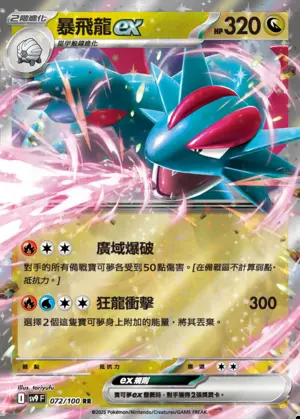 2階進化
暴飛龍ex
HP320
從甲殼龍進化
廣域爆破
對手的所有備戰寶可夢各受到50點傷害。[在備戰區不計算弱點、
抵抗力。]
狂龍衝擊 300
選擇2個這隻寶可夢身上附加的能量，將其丟棄。
弱點 抵抗力 撤退
ex規則
寶可夢ex昏厥時，對手獲得2張獎賞卡。
Illus. toriyufu
I sv9 F 072/100 RR
©2025 Pokémon/Nintendo/Creatures/GAME FREAK.